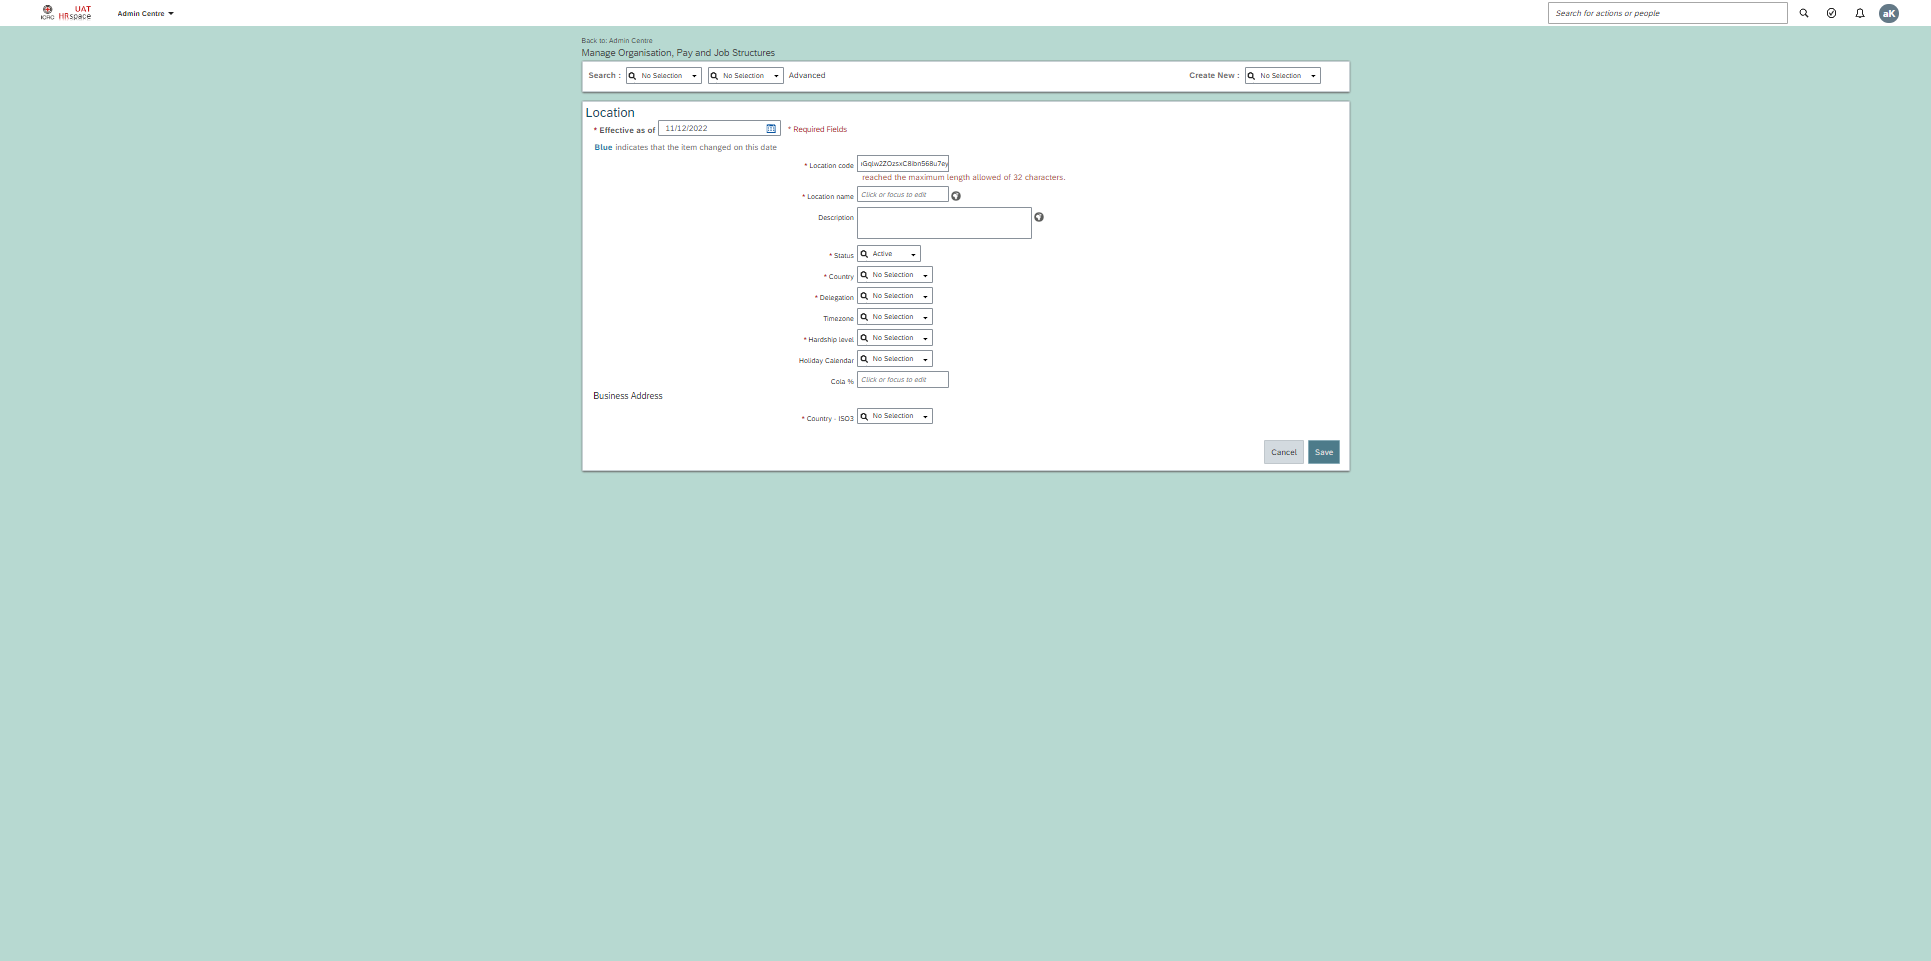 ICRC
UAT
HRspace
Admin Centre
Search for actions or people
aK
Back to: Admin Centre
Manage Organisation, Pay and Job Structures
Search : No Selection No Selection Advanced
Create New : No Selection
Location
* Effective as of 11/12/2022 * Required Fields
Blue indicates that the item changed on this date
* Location code
reached the maximum length allowed of 32 characters.
* Location name Click or focus to edit
Description
* Status Active
* Country No Selection
* Delegation No Selection
Timezone No Selection
* Hardship level No Selection
Holiday Calendar No Selection
Cola % Click or focus to edit
Business Address
* Country - ISO3 No Selection
Cancel Save